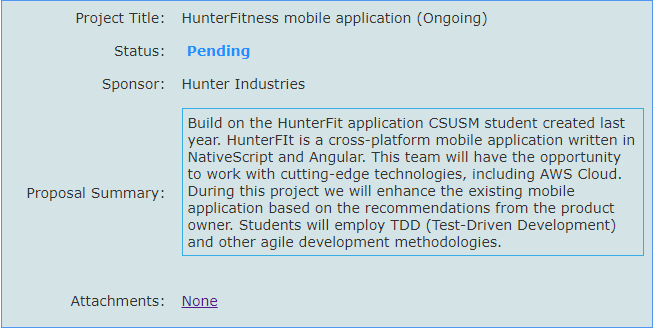 Project Title: HunterFitness mobile application (Ongoing)
Status: Pending
Sponsor: Hunter Industries
Proposal Summary:
Build on the HunterFit application CSUSM student created last
year. HunterFIt is a cross-platform mobile application written in
NativeScript and Angular. This team will have the opportunity
to work with cutting-edge technologies, including AWS Cloud.
During this project we will enhance the existing mobile
application based on the recommendations from the product
owner. Students will employ TDD (Test-Driven Development)
and other agile development methodologies.
Attachments: None